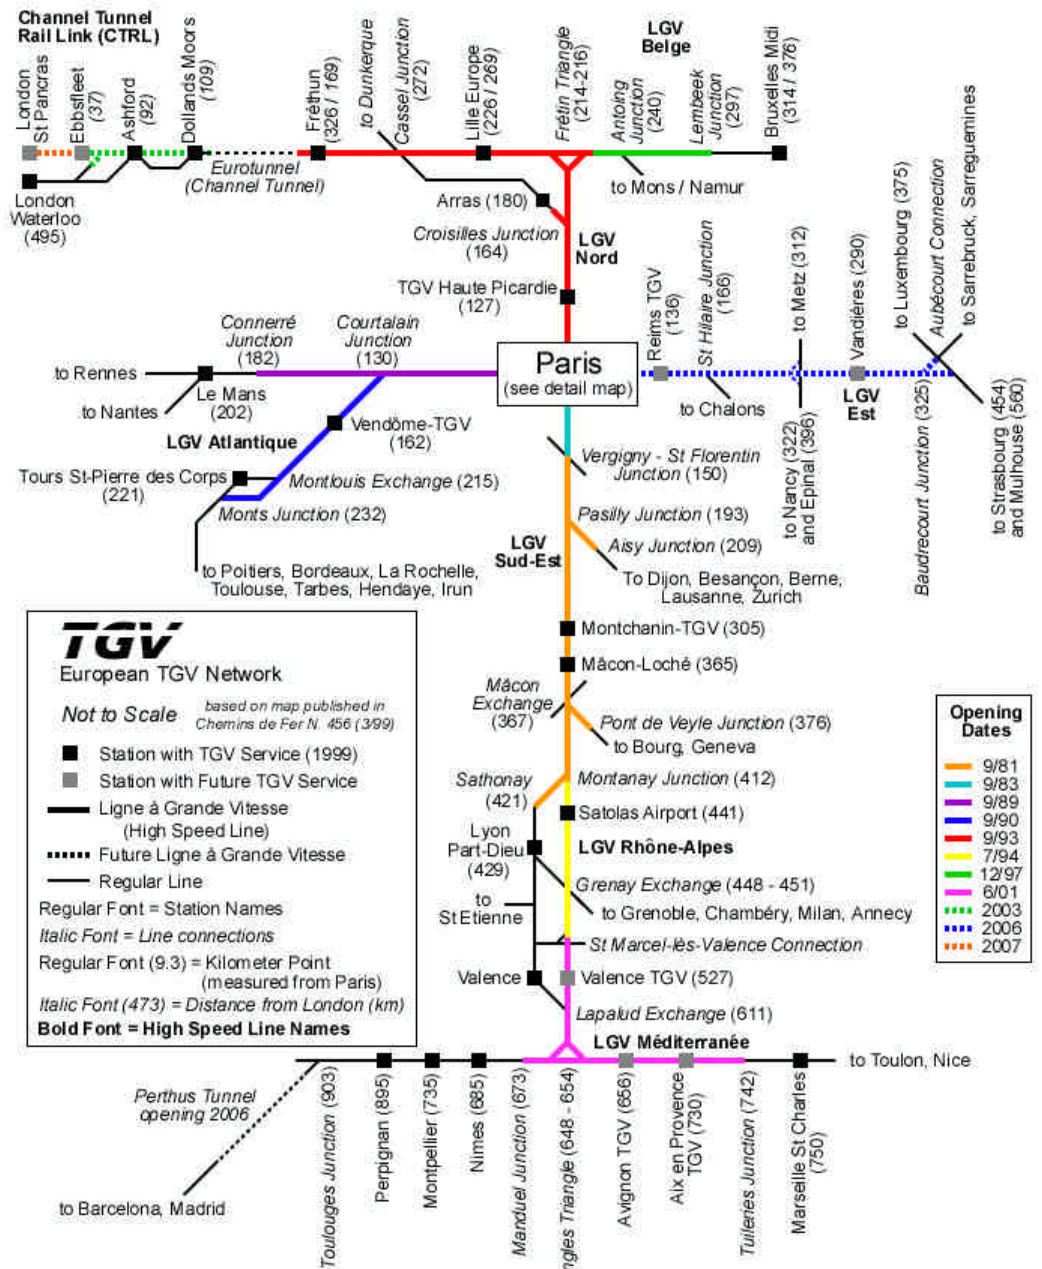 Channel Tunnel
Rail Link (CTRL)
London
St Pancras
Ebbsfleet
(37)
Ashford
(92)
Dollands Moors
(109)
Fréthun
(326 / 169)
to Dunkerque
Cassel Junction
(272)
Lille Europe
(226 / 269)
Frétin Triangle
(214-216)
LGV
Belge
Antoing
Junction
(240)
Lembeek
Junction
(297)
Bruxelles Midi
(314 / 376)
Eurotunnel
(Channel Tunnel)
London
Waterloo
(495)
to Mons / Namur
Arras (180)
Croisilles Junction
(164)
LGV
Nord
TGV Haute Picardie
(127)
Connerré
Junction
(182)
Courtalain
Junction
(130)
Paris
(see detail map)
Reims TGV
(136)
St Hilaire Junction
(166)
to Metz (312)
Vandières (290)
to Luxembourg (375)
Aubécourt Connection
to Sarrebruck, Sarreguemines
to Rennes
Le Mans
(202)
to Nantes
to Chalons
LGV
Est
LGV Atlantique
Vendôme-TGV
(162)
Tours St-Pierre des Corps
(221)
Montlouis Exchange (215)
Monts Junction (232)
to Poitiers, Bordeaux, La Rochelle,
Toulouse, Tarbes, Hendaye, Irun
Vergigny - St Florentin
Junction (150)
to Nancy (322)
and Epinal (396)
Baudrecourt Junction (325)
to Strasbourg (454)
and Mulhouse (560)
Pasilly Junction (193)
LGV
Sud-Est
Aisy Junction (209)
To Dijon, Besançon, Berne,
Lausanne, Zurich
Montchanin-TGV (305)
Mâcon-Loché (365)
Mâcon
Exchange
(367)
Pont de Veyle Junction (376)
to Bourg, Geneva
Sathonay
(421)
Montanay Junction (412)
Satolas Airport (441)
Lyon
Part-Dieu
(429)
LGV Rhône-Alpes
Grenay Exchange (448 - 451)
to
St Etienne
to Grenoble, Chambéry, Milan, Annecy
St Marcel-lès-Valence Connection
Valence
Valence TGV (527)
Lapalud Exchange (611)
LGV Méditerranée
to Toulon, Nice
TGV
European TGV Network
Not to Scale
based on map published in
Chemins de Fer N. 456 (3/99)
Station with TGV Service (1999)
Station with Future TGV Service
Ligne à Grande Vitesse
(High Speed Line)
Future Ligne à Grande Vitesse
Regular Line
Regular Font = Station Names
Italic Font = Line connections
Regular Font (9.3) = Kilometer Point
(measured from Paris)
Italic Font (473) = Distance from London (km)
Bold Font = High Speed Line Names
Opening
Dates
9/81
9/83
9/89
9/90
9/93
7/94
12/97
6/01
2003
2006
2007
Perthus Tunnel
opening 2006
to Barcelona, Madrid
Toulouges Junction (903)
Perpignan (895)
Montpellier (735)
Nimes (685)
Manduel Junction (673)
ngles Triangle (648 - 654)
Avignon TGV (656)
Aix en Provence
TGV (730)
Tuileries Junction (742)
Marseille St Charles
(750)